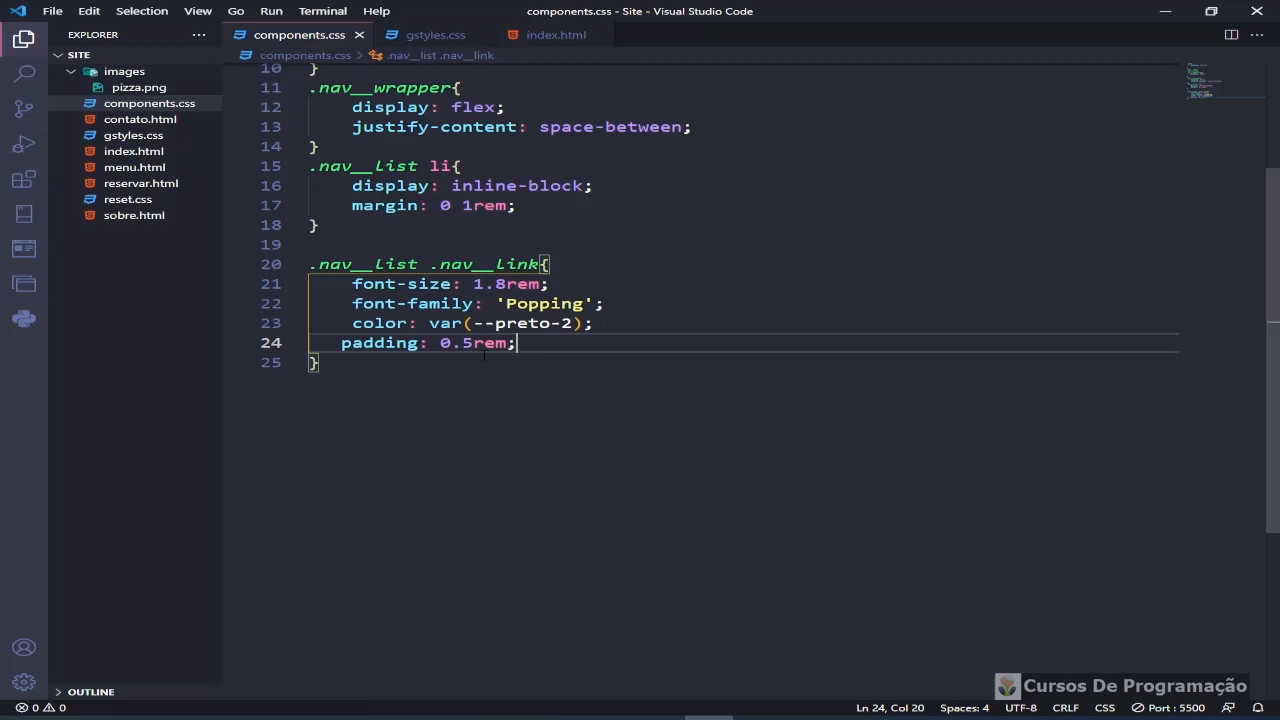 File Edit Selection View Go Run Terminal Help components.css - Site - Visual Studio Code
EXPLORER ···
components.css gstyles.css index.html
SITE
components.css > .nav__list .nav__link
images
pizza.png
components.css
contato.html
gstyles.css
index.html
menu.html
reservar.html
reset.css
sobre.html
10 }
11 .nav__wrapper{
12 display: flex;
13 justify-content: space-between;
14 }
15 .nav__list li{
16 display: inline-block;
17 margin: 0 1rem;
18 }
19
20 .nav__list .nav__link{
21 font-size: 1.8rem;
22 font-family: 'Popping';
23 color: var(--preto-2);
24 padding: 0.5rem;
25 }
OUTLINE
Cursos De Programação
0 0 Ln 24, Col 20 Spaces: 4 UTF-8 CRLF CSS Port : 5500